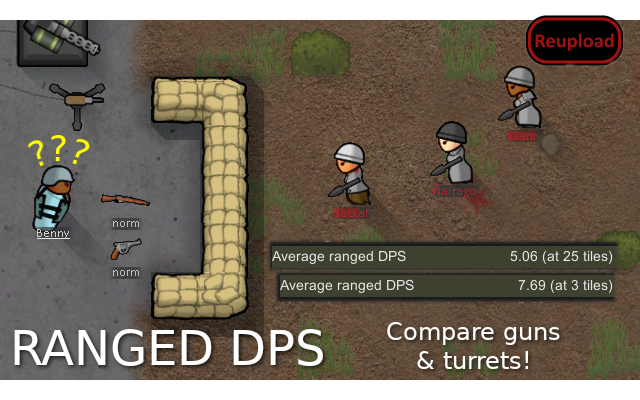 Reupload
???
Benny
norm
norm
Average ranged DPS 5.06 (at 25 tiles)
Average ranged DPS 7.69 (at 3 tiles)
RANGED DPS
Compare guns
& turrets!